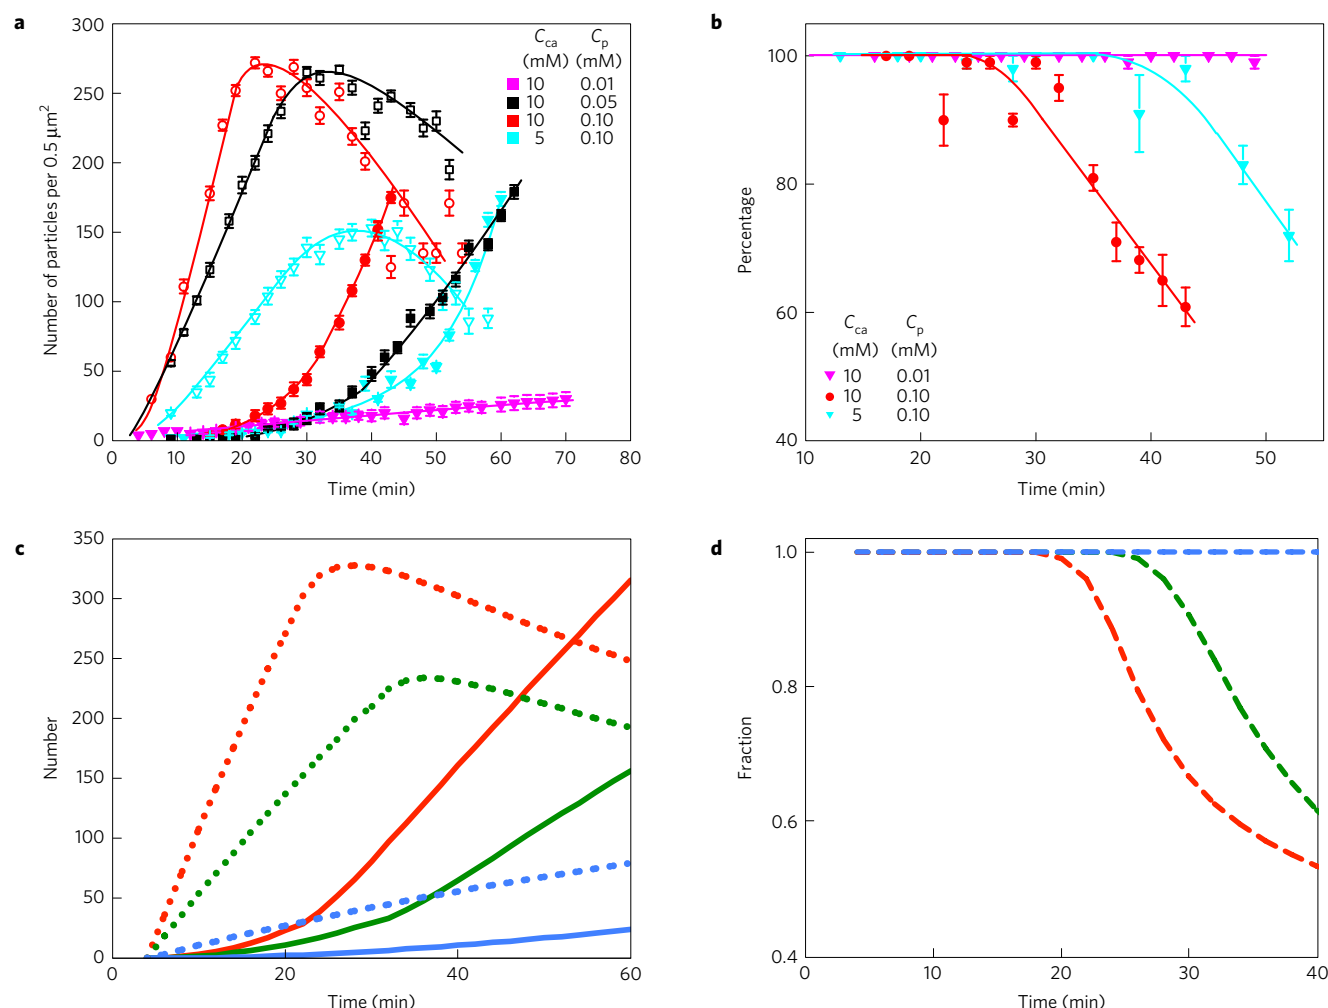 a
300
250
200
150
100
50
0
0 10 20 30 40 50 60 70 80
Number of particles per 0.5 µm²
Time (min)
C_ca C_p
(mM) (mM)
10 0.01
10 0.05
10 0.10
5 0.10
b
100
80
60
40
10 20 30 40 50
Percentage
Time (min)
C_ca C_p
(mM) (mM)
10 0.01
10 0.10
5 0.10
c
350
300
250
200
150
100
50
0
0 20 40 60
Number
Time (min)
d
1.0
0.8
0.6
0.4
0 10 20 30 40
Fraction
Time (min)